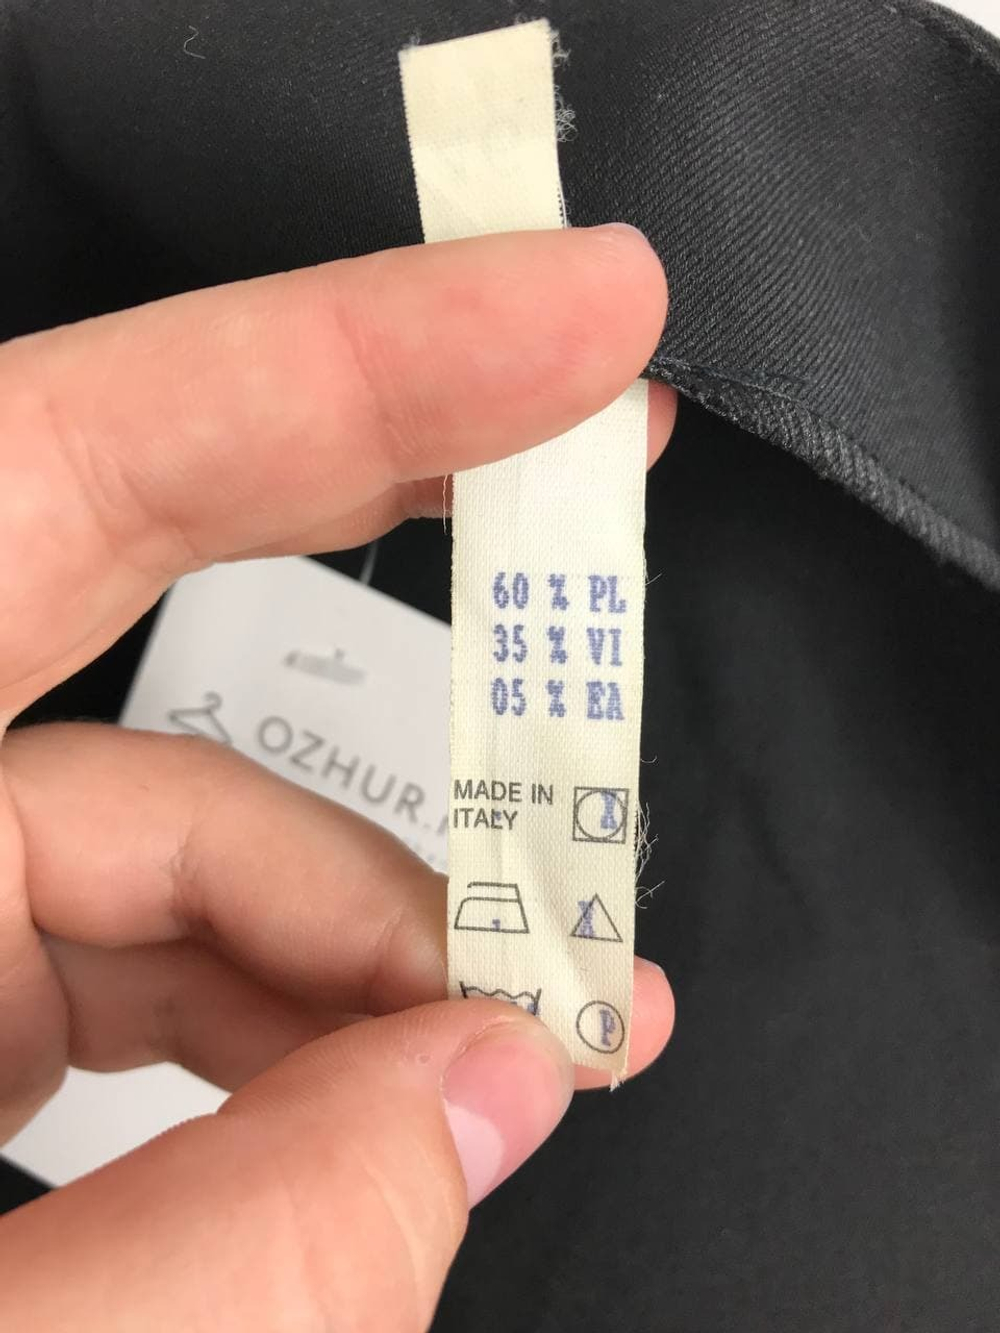 60 % PL
35 % VI
05 % EA
MADE IN
ITALY
X
X
P
OZHUR.